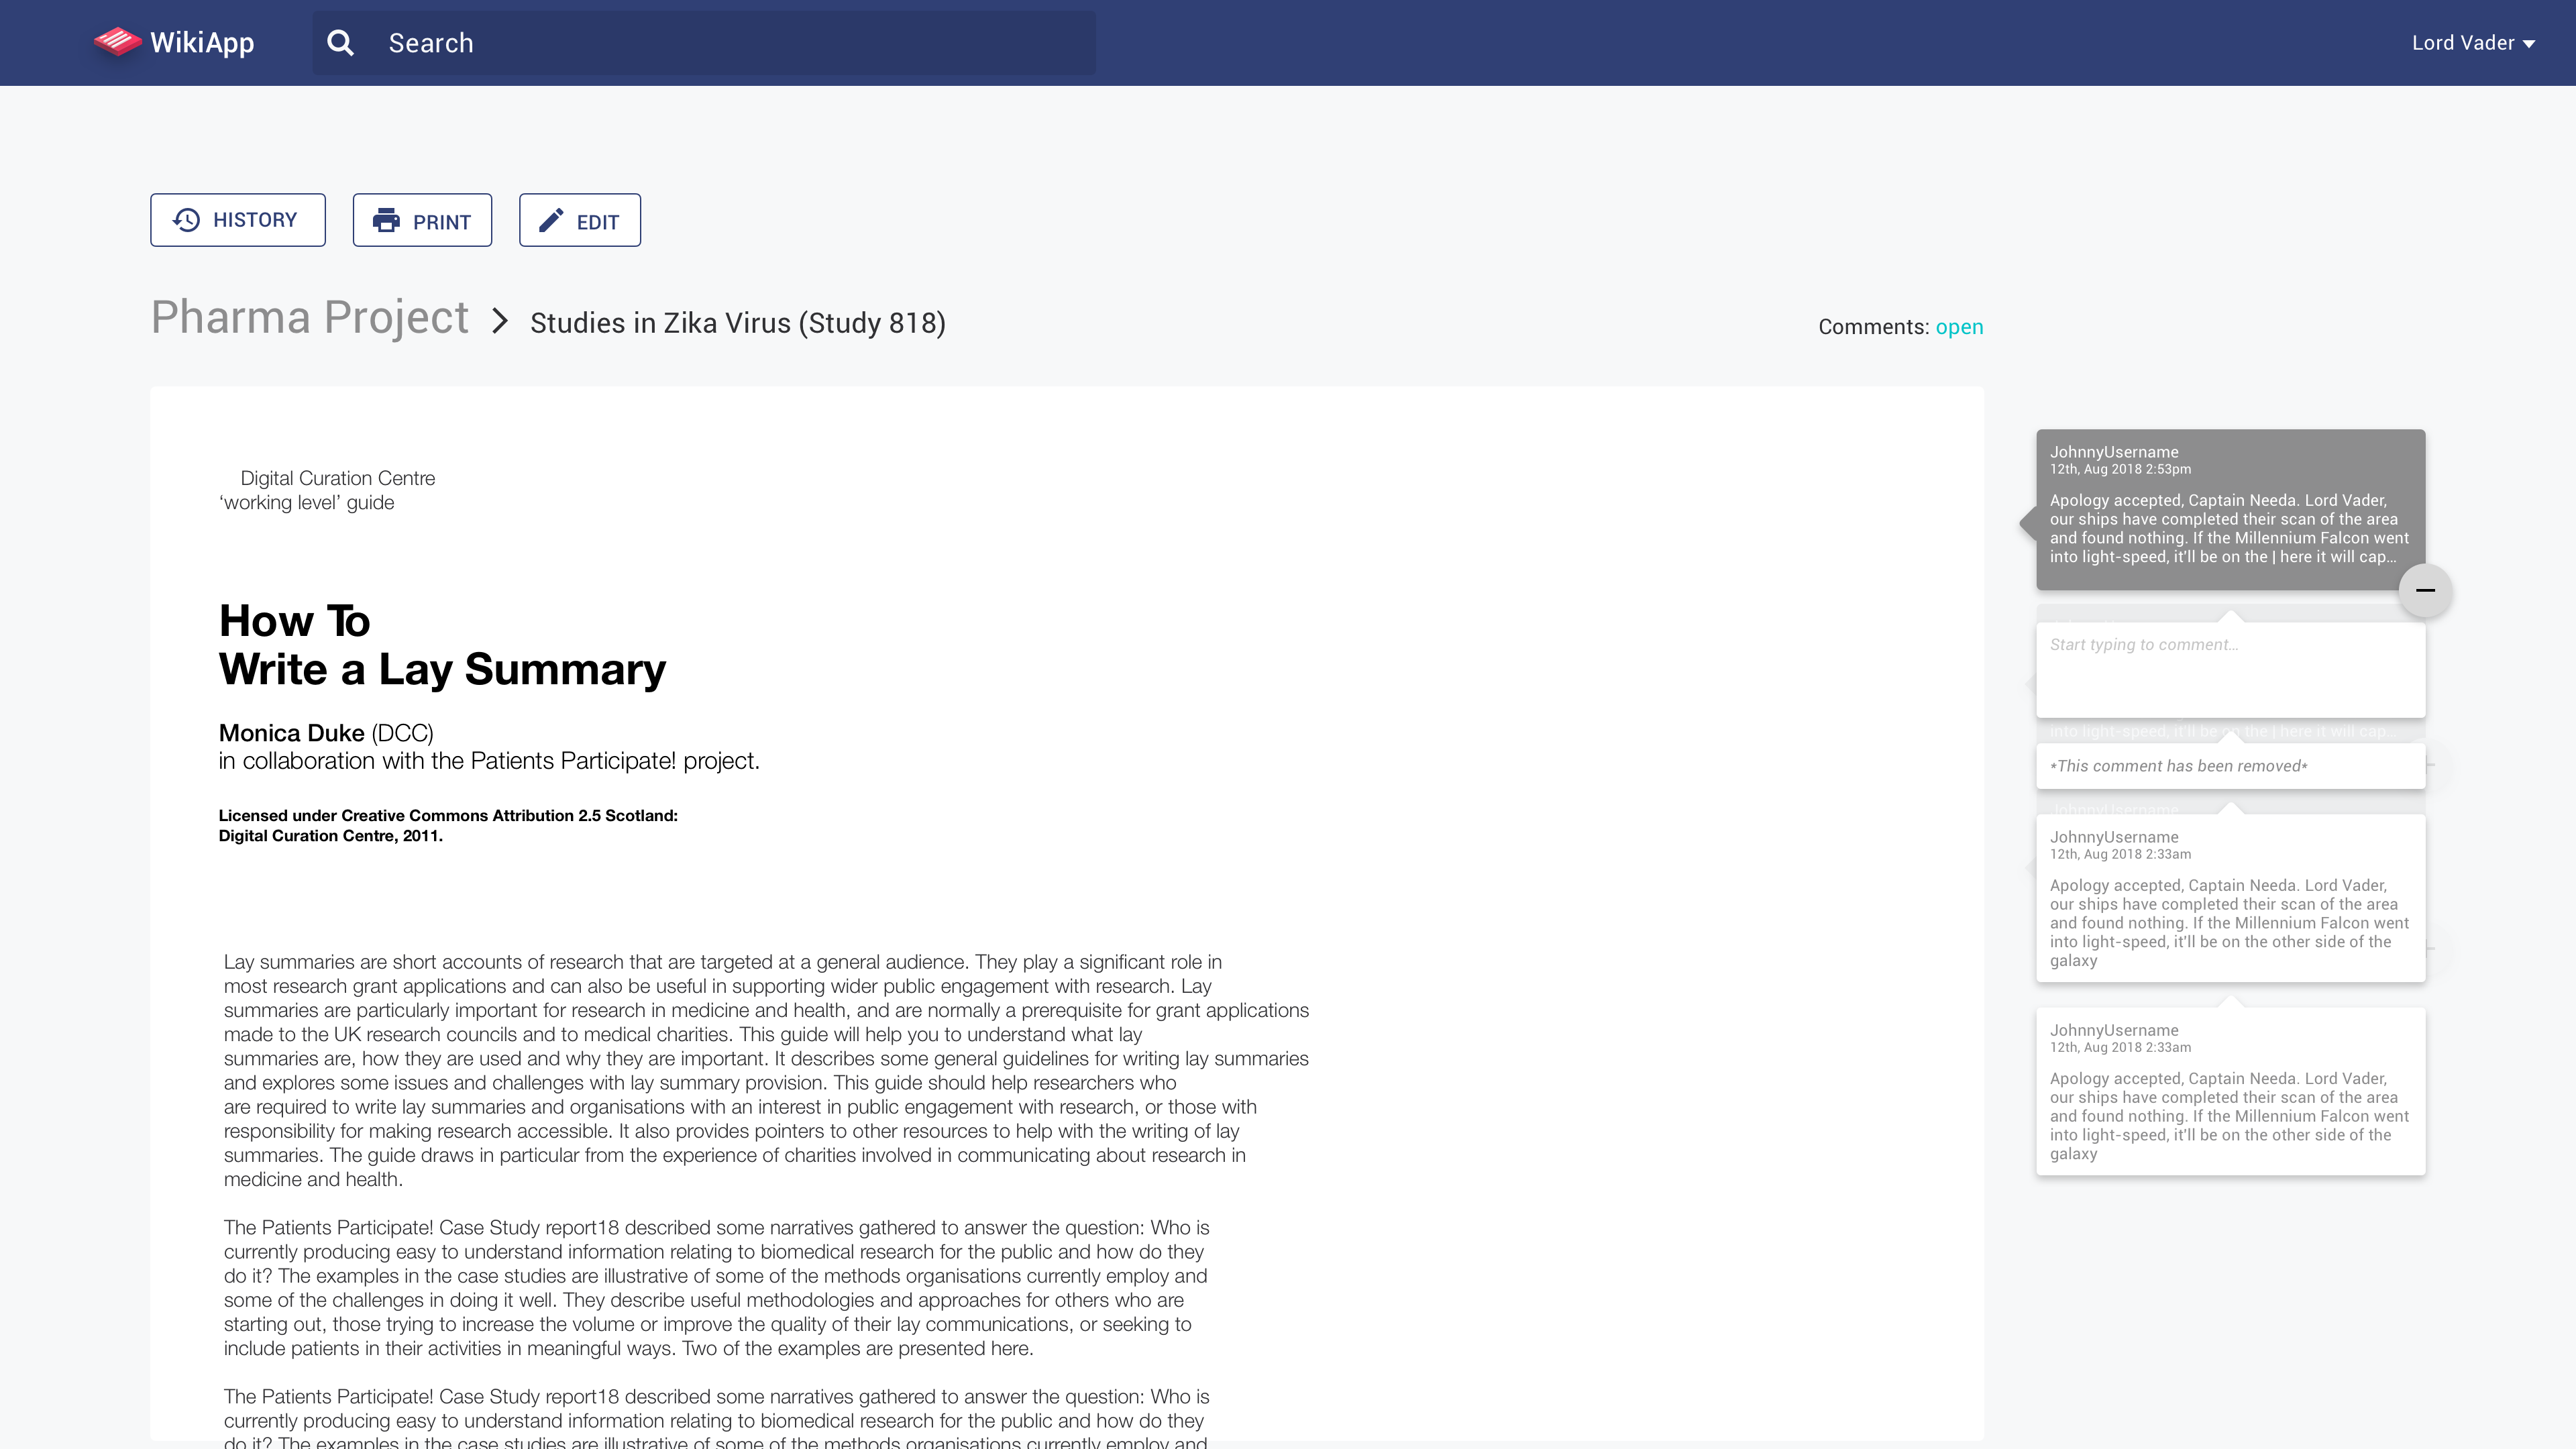 WikiApp
Search
Lord Vader
HISTORY
PRINT
EDIT
Pharma Project
Studies in Zika Virus (Study 818)
Comments: open
Digital Curation Centre
‘working level’ guide
How To
Write a Lay Summary
Monica Duke (DCC)
in collaboration with the Patients Participate! project.
Licensed under Creative Commons Attribution 2.5 Scotland:
Digital Curation Centre, 2011.
Lay summaries are short accounts of research that are targeted at a general audience. They play a significant role in
most research grant applications and can also be useful in supporting wider public engagement with research. Lay
summaries are particularly important for research in medicine and health, and are normally a prerequisite for grant applications
made to the UK research councils and to medical charities. This guide will help you to understand what lay
summaries are, how they are used and why they are important. It describes some general guidelines for writing lay summaries
and explores some issues and challenges with lay summary provision. This guide should help researchers who
are required to write lay summaries and organisations with an interest in public engagement with research, or those with
responsibility for making research accessible. It also provides pointers to other resources to help with the writing of lay
summaries. The guide draws in particular from the experience of charities involved in communicating about research in
medicine and health.
The Patients Participate! Case Study report18 described some narratives gathered to answer the question: Who is
currently producing easy to understand information relating to biomedical research for the public and how do they
do it? The examples in the case studies are illustrative of some of the methods organisations currently employ and
some of the challenges in doing it well. They describe useful methodologies and approaches for others who are
starting out, those trying to increase the volume or improve the quality of their lay communications, or seeking to
include patients in their activities in meaningful ways. Two of the examples are presented here.
The Patients Participate! Case Study report18 described some narratives gathered to answer the question: Who is
currently producing easy to understand information relating to biomedical research for the public and how do they
do it? The examples in the case studies are illustrative of some of the methods organisations currently employ and
JohnnyUsername
12th, Aug 2018 2:53pm
Apology accepted, Captain Needa. Lord Vader,
our ships have completed their scan of the area
and found nothing. If the Millennium Falcon went
into light-speed, it'll be on the | here it will cap...
Start typing to comment...
into light-speed, it'll be on the | here it will cap...
*This comment has been removed*
JohnnyUsername
JohnnyUsername
12th, Aug 2018 2:33am
Apology accepted, Captain Needa. Lord Vader,
our ships have completed their scan of the area
and found nothing. If the Millennium Falcon went
into light-speed, it'll be on the other side of the
galaxy
JohnnyUsername
12th, Aug 2018 2:33am
Apology accepted, Captain Needa. Lord Vader,
our ships have completed their scan of the area
and found nothing. If the Millennium Falcon went
into light-speed, it'll be on the other side of the
galaxy